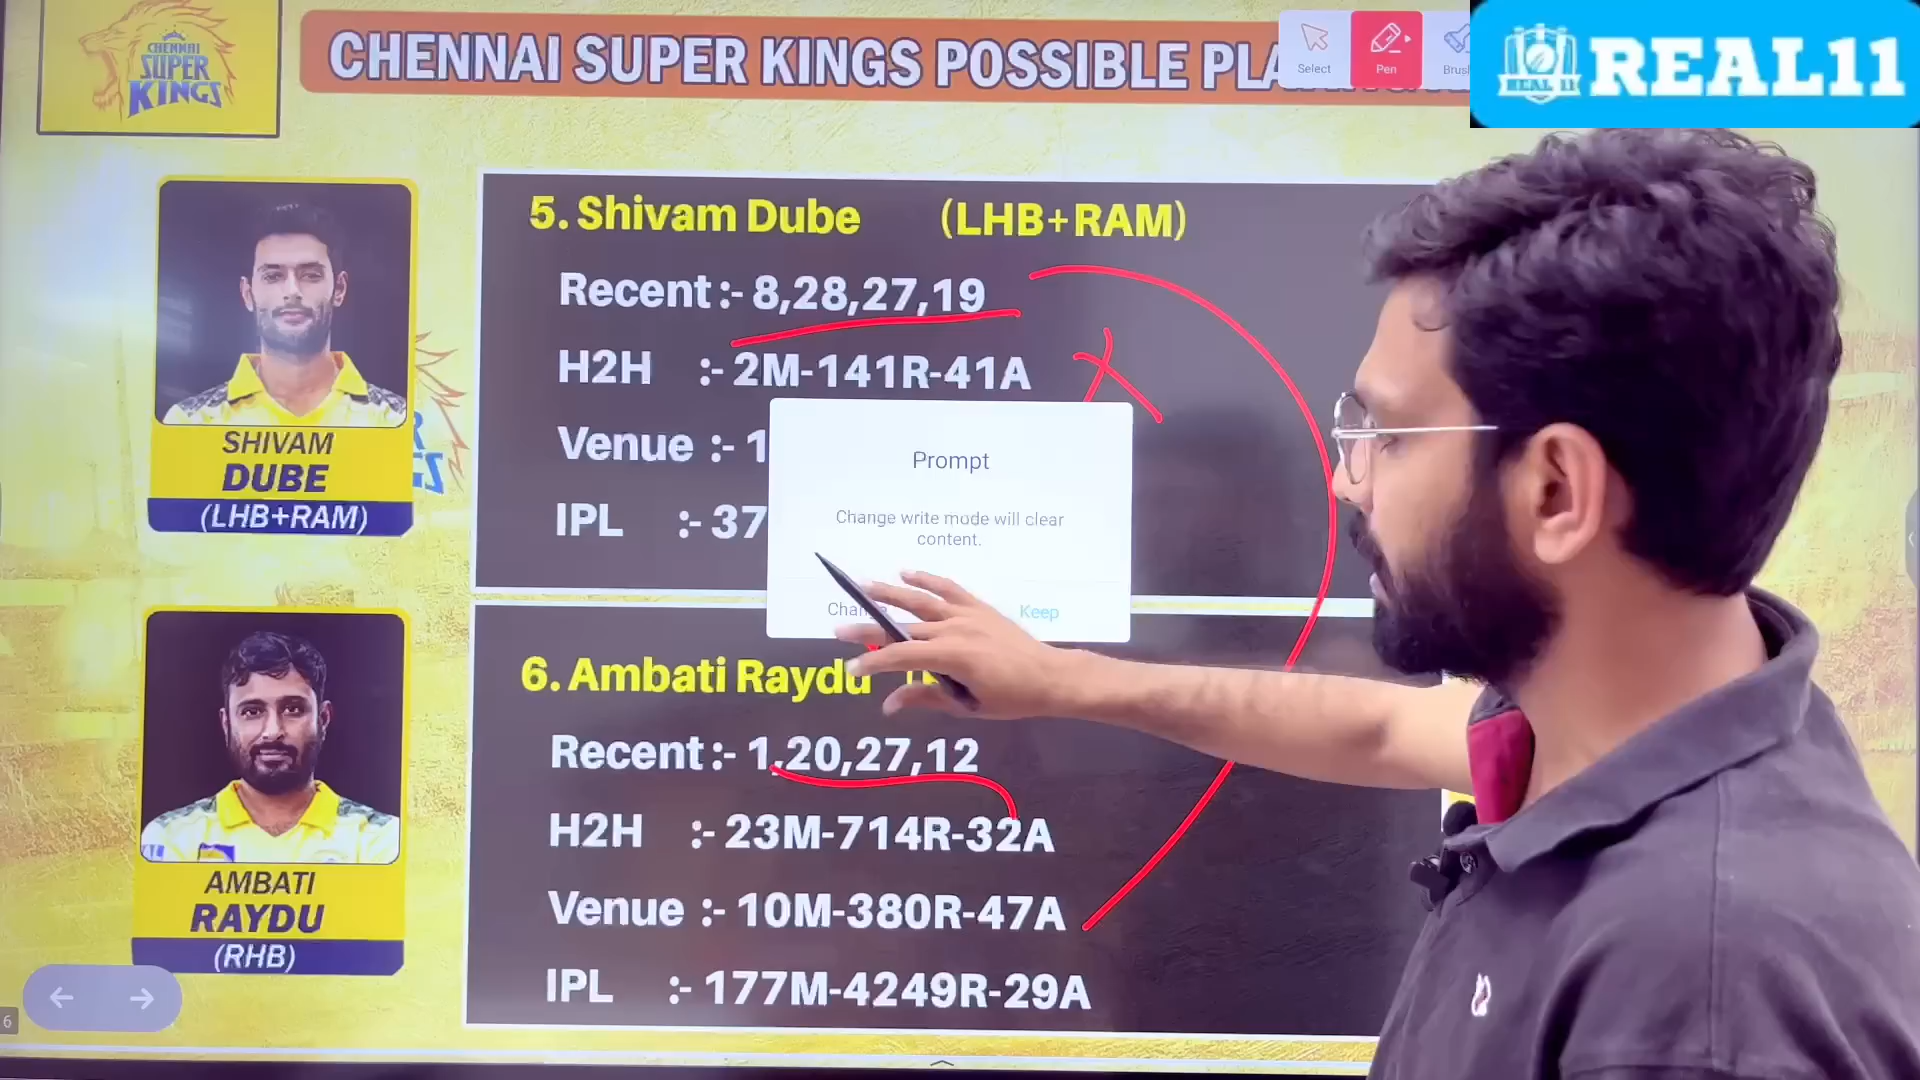 CHENNAI SUPER KINGS
CHENNAI SUPER KINGS POSSIBLE
Select
Pen
REAL 11
REAL11
5. Shivam Dube (LHB+RAM)
Recent :- 8,28,27,19
H2H :- 2M-141R-41A
Venue :- 1
IPL :- 37
SHIVAM
DUBE
(LHB+RAM)
Prompt
Change write mode will clear
content.
Keep
6. Ambati Raydu
Recent :- 1,20,27,12
H2H :- 23M-714R-32A
Venue :- 10M-380R-47A
IPL :- 177M-4249R-29A
AMBATI
RAYDU
(RHB)
6